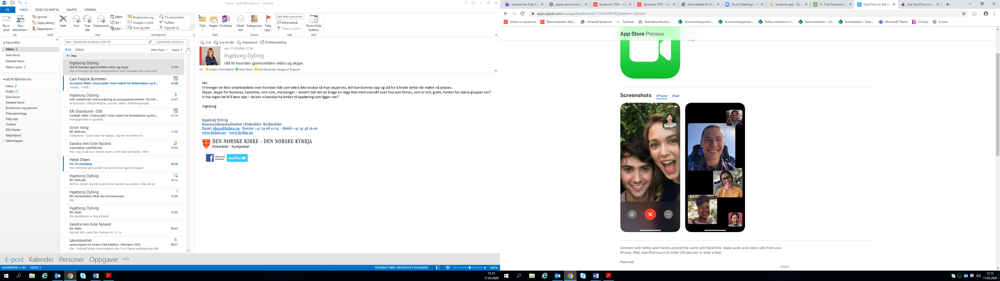 Inbox - ak547@kirken.no - Outlook
FIL
HJEM
SEND OG MOTTA
MAPPE
VISNING
Ny e-post
Nye elementer
Ignorer
Opprydding
Søppelpost
Slett
Svar
Svar alle
Videresend
Møte
IM
Mer
Brukernavn og...
Gruppe-e-post
Svar og slett
Til overordnet
Fullført
Opprett ny
Flytt
Regler
OneNote
Ulest/lest
Kategoriser
Følg opp
Søk etter personer
Adressebok
Filtrer e-post
Show/Hide Sidebar
Ny
Slett
Svar
Hurtigtrinn
Flytt
Koder
Søk
360°
Favoritter
Inbox 2
Sent Items
Deleted Items
Ulest e-post 2
ak547@kirken.no
Inbox 2
Drafts [7]
Sent Items
Deleted Items
Brukernavn og passord
Diskusjonslogg
Følg opp
Outbox
RSS-feeder
Søppelpost
Søkemapper
Søk i Gjeldende postboks (Ctrl+E)
Gjeldende postboks
Alle Ulest
Etter Dato
Nyest
I dag
Ingeborg Dybvig
råd til hvordan gjennomføre video og skype 12.54
Hei Vi trenger en liten smørbrødliste over hvordan folk som ellers
Carl-Fredrik Bommen
Accepted: Møte i forprosjekt: Veien videre for Kirkebakken og R... 12.48
blue0;; <slutt>
Ingeborg Dybvig
Info vedrørende risikovurdering av arrangement mellom 100-500 ... 12.41
Til biskoper, stiftsdirektører, proster, leder i Kirkevergelaget,
KR Glassburet -558
Godtatt: Møte i forprosjekt: Veien videre for Kirkebakken og Res... 12.14
Forespørselen er godtatt.
Jorun Vang
RE: Nettside 11.02
Fantastisk! Tusen takk for hjelpa. Jeg tar en telefon til
Sandra Iren Eide Nyland
Automatisk svarNettside 10.50
Hei, Jeg er på kurs denne uken. Leser mail sporadisk. Mvh
Heidi Olsen
VS: Til omsetjing 10.20
Hei! Tekstene på bokmål og nynorsk kan gjerne legges i
Ingeborg Dybvig
RE: Nettside 10.12
Så fint, Jorun! Jeg har kopiert inn Sandra og Anders i håp om at
Ingeborg Dybvig
KR-sekretariatets tiltak ifm koronaviruset 10.05
Hei,
Ingeborg Dybvig
RE: Møte 10.03
Da oppdaterer vi deg etterpå.
Sandra Iren Eide Nyland
Re: Møte 09.43
Jeg har ikke sjans før i lunsjen kl. 12 ca
Lønnsteamet
Lønnsslippen til Anders Emil Kaldhol : Marslønn 2020 09.27
Hei, Vedlagt følger lønnsslippen din. For å åpne vedlegg angi ditt
Svar Svar til alle Videresend Direktemelding
ons. 11.03.2020 12.54
Ingeborg Dybvig
råd til hvordan gjennomføre video og skype
Til Anders Emil Kaldhol; Heidi Olsen; Emil Alexander Haugerud Engeset
Hei
Vi trenger en liten smørbrødliste over hvordan folk som ellers ikke bruker så mye skype etc, lett kan komme opp og stå for å bruke dette når møter nå avlyses.
Skype, skype for business, Facetime, vmr-rom, messenger – annet? Går det an å lage en slags liste med oversikt over hva som finnes, som er lurt, gratis, funker for større grupper etc?
Vi har ingen tid til å lære opp – da kan vi kanskje ha lenker til opplæring som ligger ute?
Ingeborg
Ingeborg Dybvig
Kommunikasjonsdirektør i Kirkerådet -Kyrkjerådet
Epost: id933@kirken.no - Kontor: +47 23 08 12 05 - Mobil: +47 47 48 16 06
www.kirken.no – www.kyrkja.no
DEN NORSKE KIRKE - DEN NORSKE KYRKJA
Kirkerådet - Kyrkjerådet
Følg oss på Facebook
twitter
E-post Kalender Personer Oppgaver ...
ELEMENTER: 2 163 ULEST: 2
TILKOBLET MED: MICROSOFT EXCHANGE
100 %
13.15
11.03.2020
Sandra Iren Eide Ny
paper.opoint.com/
Episerver CMS - red
Episerver CMS - red
Koronatiltak for kirk
Zoom Meetings - Z
facetime app - Goo
5+ Free Facetime &
FaceTime on the Ap
Use FaceTime on yo
apps.apple.com/us/app/facetime/id1110145091#?platform=iphone
Kirken.no episerver
Ressursbanken Epis...
Intranett Episerver
Trykksak
Bokmålsordboka |...
Kommunikasjonsm...
Kommunikasjonsav...
Felles arbeidsrom f...
Ressursbanken – sh...
Kirkebakken – Shar...
Microsoft Teams
Clickup
Ecosia
App Store Preview
Apple
Free
Screenshots iPhone iPad
9:41
Connect with family and friends around the world with FaceTime. Make audio and video calls from your
iPhone, iPad, and iPod touch to other iOS devices or even a Mac.
Features
more
13.15
11.03.2020